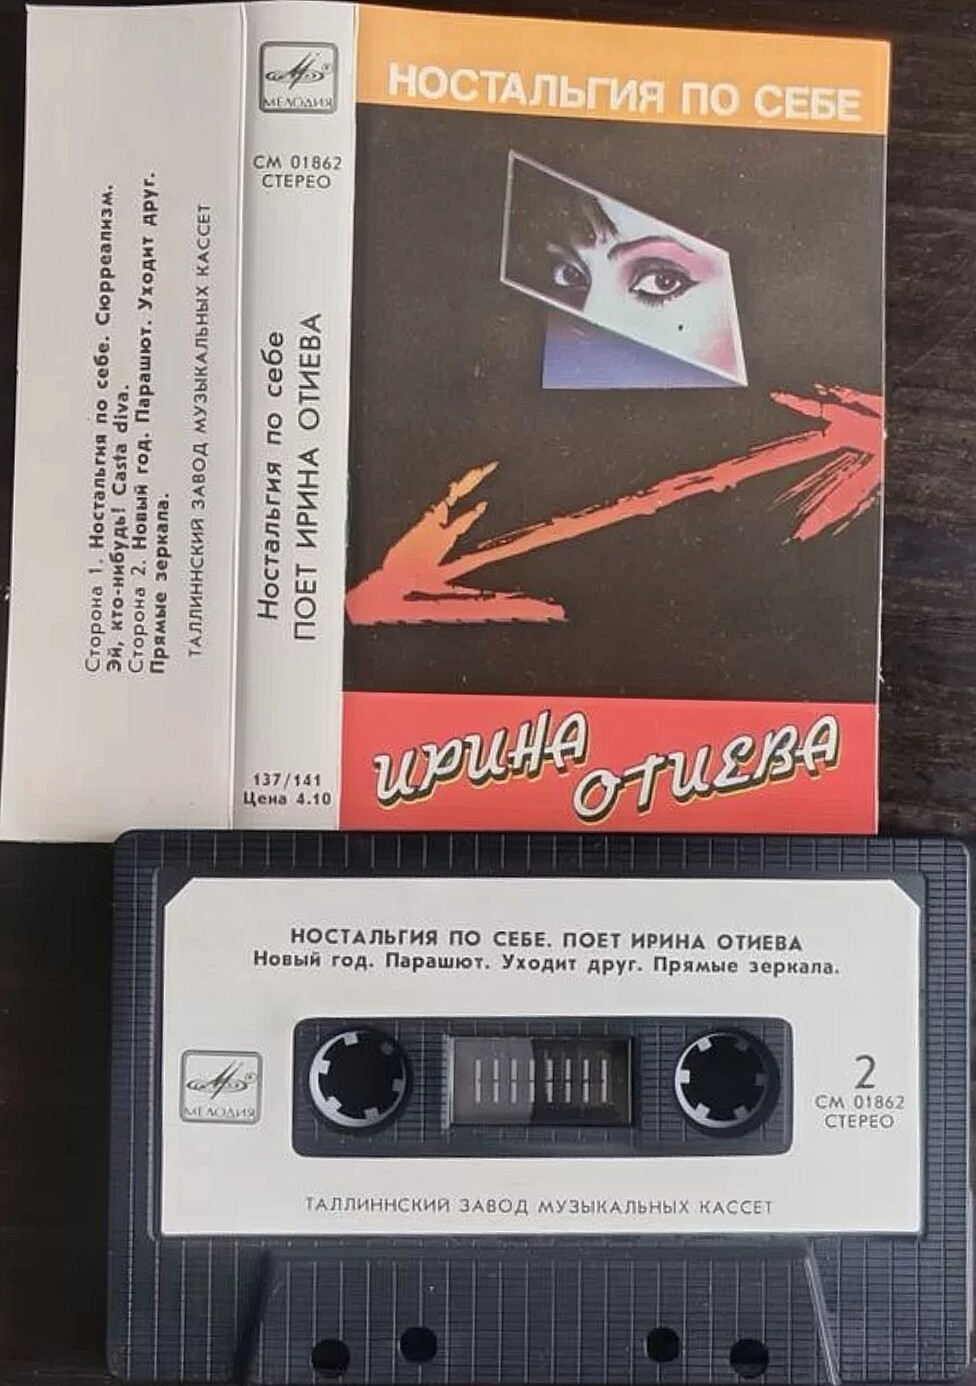 Сторона 1. Ностальгия по себе. Сюрреализм.
Эй, кто-нибудь! Casta diva.
Сторона 2. Новый год. Парашют. Уходит друг.
Прямые зеркала.
ТАЛЛИННСКИЙ ЗАВОД МУЗЫКАЛЬНЫХ КАССЕТ
МЕЛОДИЯ
СМ 01862
СТЕРЕО
Ностальгия по себе
ПОЕТ ИРИНА ОТИЕВА
137/141
Цена 4.10
НОСТАЛЬГИЯ ПО СЕБЕ
ИРИНА
ОТИЕВА
НОСТАЛЬГИЯ ПО СЕБЕ. ПОЕТ ИРИНА ОТИЕВА
Новый год. Парашют. Уходит друг. Прямые зеркала.
МЕЛОДИЯ
2
СМ 01862
СТЕРЕО
ТАЛЛИННСКИЙ ЗАВОД МУЗЫКАЛЬНЫХ КАССЕТ